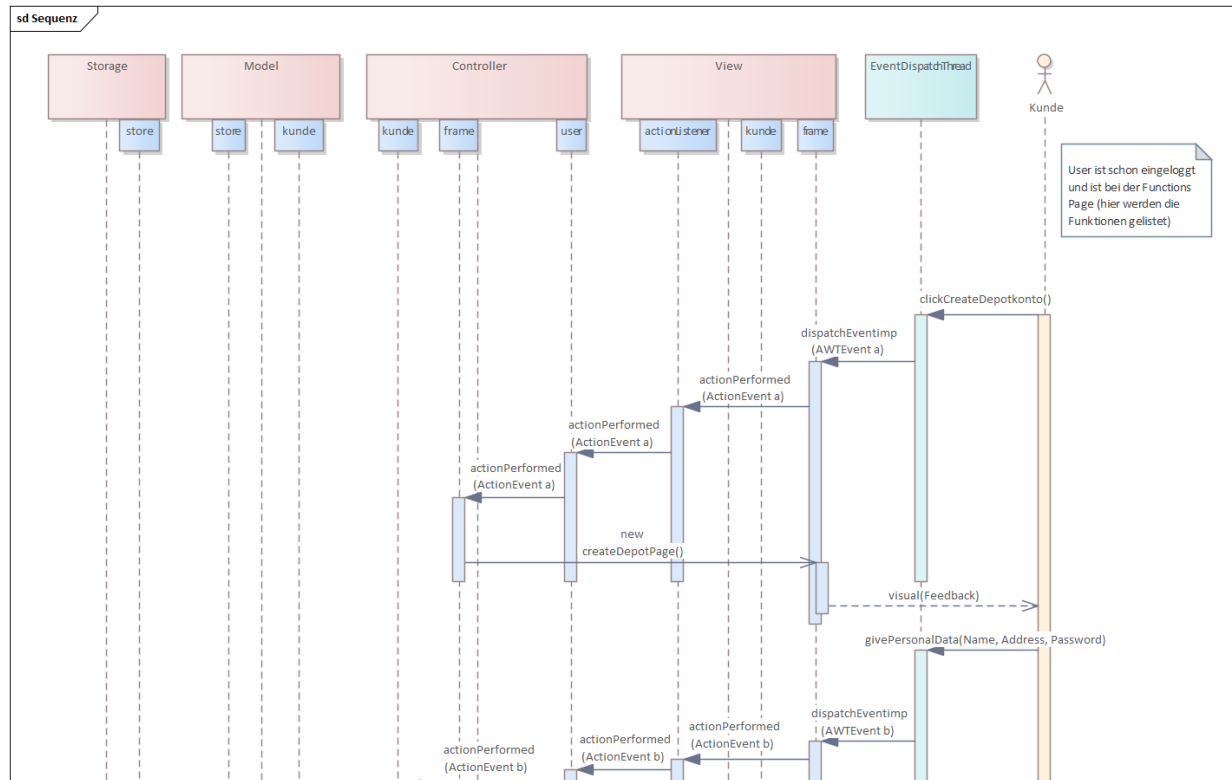 sd Sequenz
Storage
Model
Controller
View
EventDispatchThread
Kunde
store
store
kunde
kunde
frame
user
actionListener
kunde
frame
User ist schon eingeloggt
und ist bei der Functions
Page (hier werden die
Funktionen gelistet)
clickCreateDepotkonto()
dispatchEventimp
(AWTEvent a)
actionPerformed
(ActionEvent a)
actionPerformed
(ActionEvent a)
actionPerformed
(ActionEvent a)
new
createDepotPage()
visual(Feedback)
givePersonalData(Name, Address, Password)
dispatchEventimp
(AWTEvent b)
actionPerformed
(ActionEvent b)
actionPerformed
(ActionEvent b)
actionPerformed
(ActionEvent b)